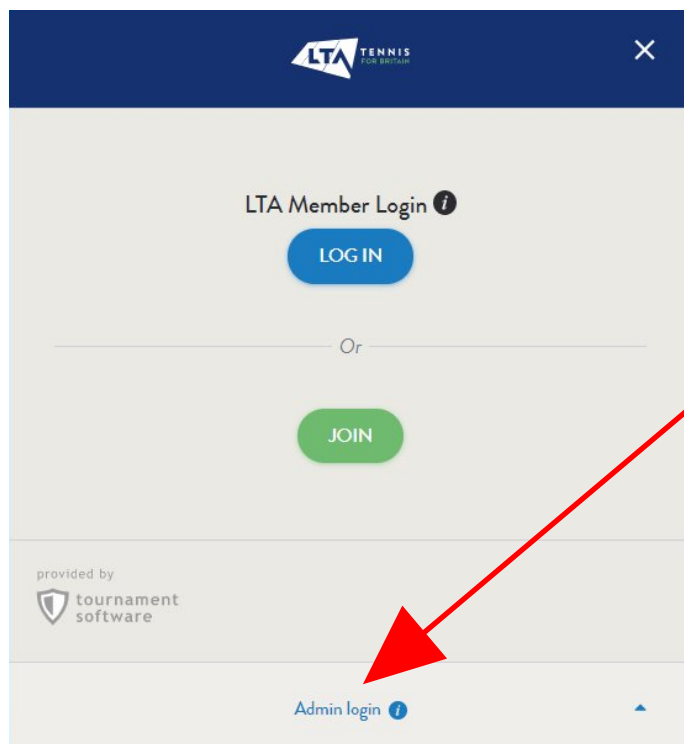 LTA TENNIS
FOR BRITAIN
LTA Member Login i
LOG IN
Or
JOIN
provided by
tournament
software
Admin login i